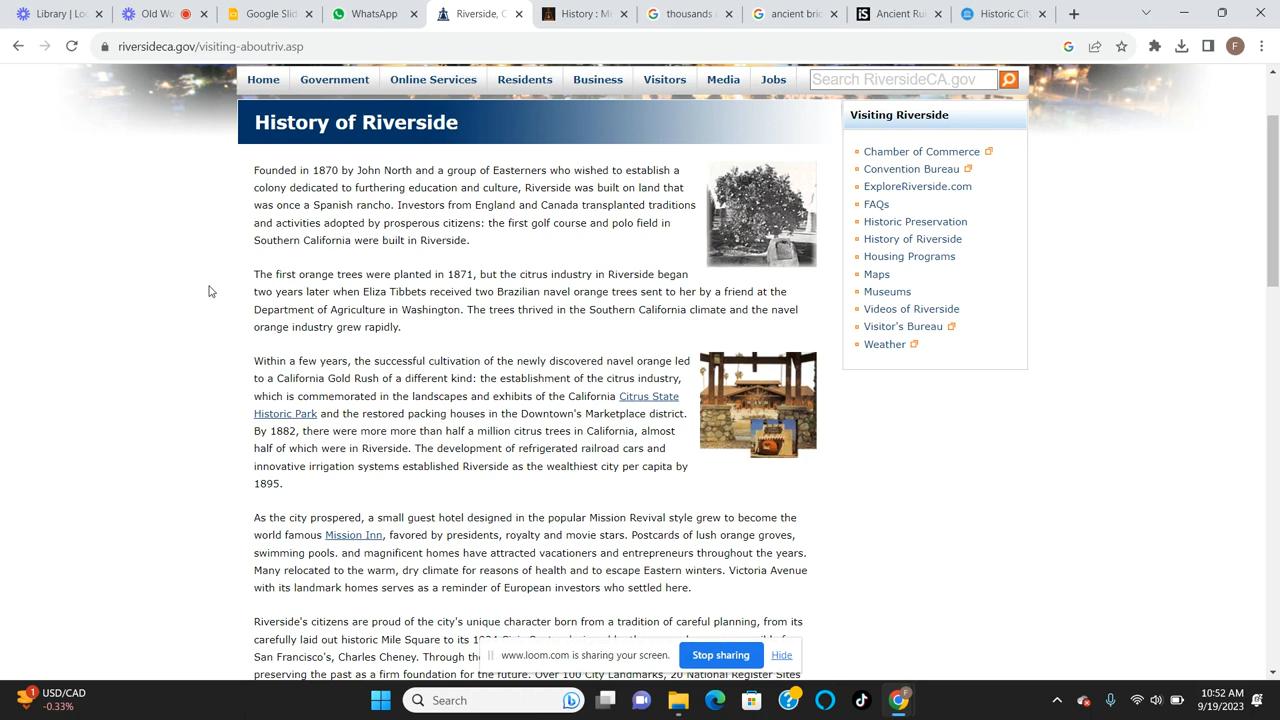 Library | Loo
Old Wo
Google Slid
WhatsApp
Riverside, C
History : Mi
thousands a
ancient bric
Ancient Rui
Historic City
riversideca.gov/visiting-aboutriv.asp
F
Home Government Online Services Residents Business Visitors Media Jobs Search RiversideCA.gov
History of Riverside
Founded in 1870 by John North and a group of Easterners who wished to establish a
colony dedicated to furthering education and culture, Riverside was built on land that
was once a Spanish rancho. Investors from England and Canada transplanted traditions
and activities adopted by prosperous citizens: the first golf course and polo field in
Southern California were built in Riverside.
The first orange trees were planted in 1871, but the citrus industry in Riverside began
two years later when Eliza Tibbets received two Brazilian navel orange trees sent to her by a friend at the
Department of Agriculture in Washington. The trees thrived in the Southern California climate and the navel
orange industry grew rapidly.
Within a few years, the successful cultivation of the newly discovered navel orange led
to a California Gold Rush of a different kind: the establishment of the citrus industry,
which is commemorated in the landscapes and exhibits of the California Citrus State
Historic Park and the restored packing houses in the Downtown's Marketplace district.
By 1882, there were more more than half a million citrus trees in California, almost
half of which were in Riverside. The development of refrigerated railroad cars and
innovative irrigation systems established Riverside as the wealthiest city per capita by
1895.
As the city prospered, a small guest hotel designed in the popular Mission Revival style grew to become the
world famous Mission Inn, favored by presidents, royalty and movie stars. Postcards of lush orange groves,
swimming pools. and magnificent homes have attracted vacationers and entrepreneurs throughout the years.
Many relocated to the warm, dry climate for reasons of health and to escape Eastern winters. Victoria Avenue
with its landmark homes serves as a reminder of European investors who settled here.
Riverside's citizens are proud of the city's unique character born from a tradition of careful planning, from its
carefully laid out historic Mile Square to its
San Francisco's, Charles Cheney. Through the
preserving the past as a firm foundation for the future. Over 100 City Landmarks, 20 National Register Sites
Visiting Riverside
Chamber of Commerce
Convention Bureau
ExploreRiverside.com
FAQs
Historic Preservation
History of Riverside
Housing Programs
Maps
Museums
Videos of Riverside
Visitor's Bureau
Weather
www.loom.com is sharing your screen. Stop sharing Hide
1
USD/CAD
-0.33%
Search
F
10:52 AM
9/19/2023